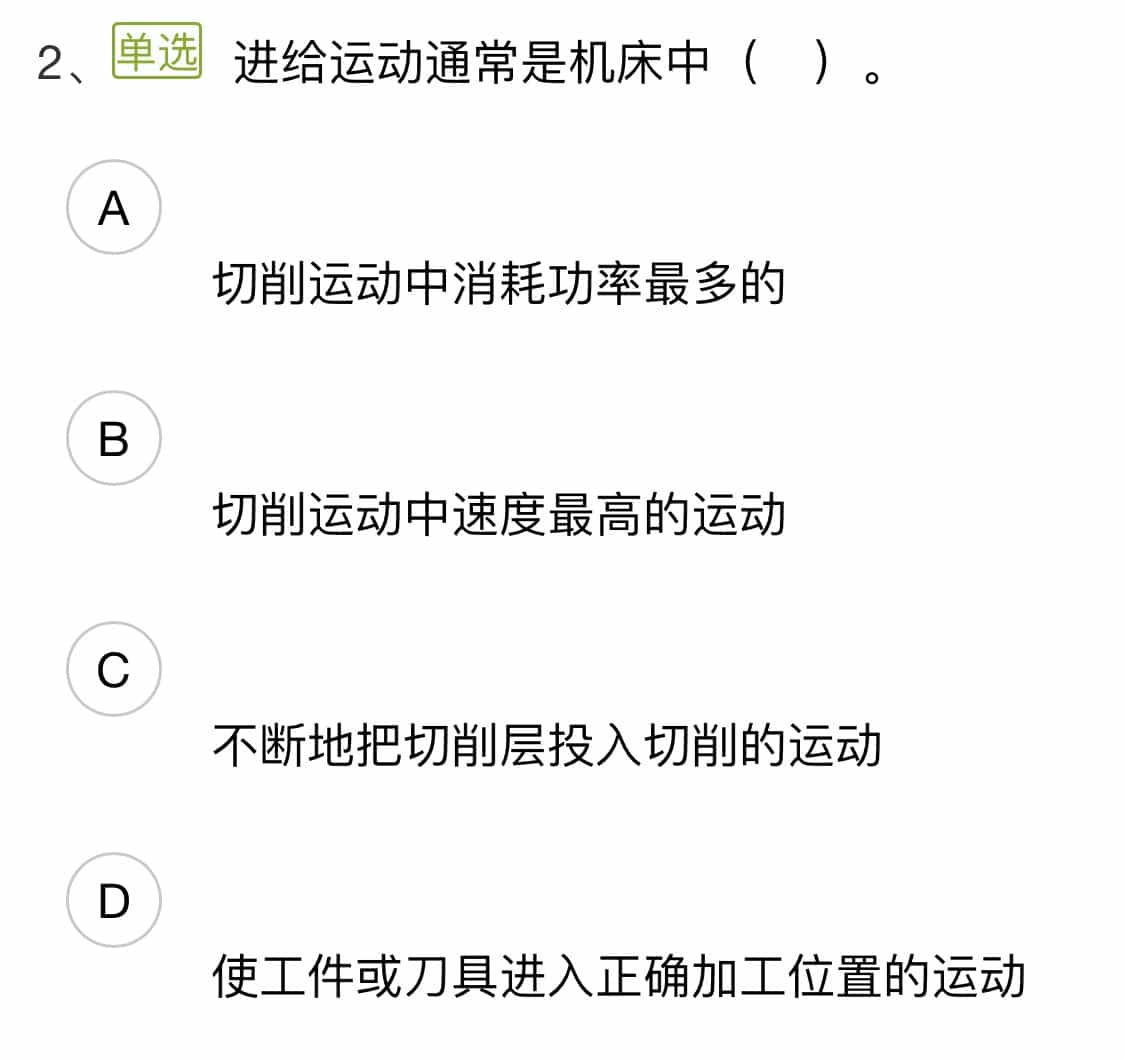 2、单选 进给运动通常是机床中（ ）。
A
切削运动中消耗功率最多的
B
切削运动中速度最高的运动
C
不断地把切削层投入切削的运动
D
使工件或刀具进入正确加工位置的运动